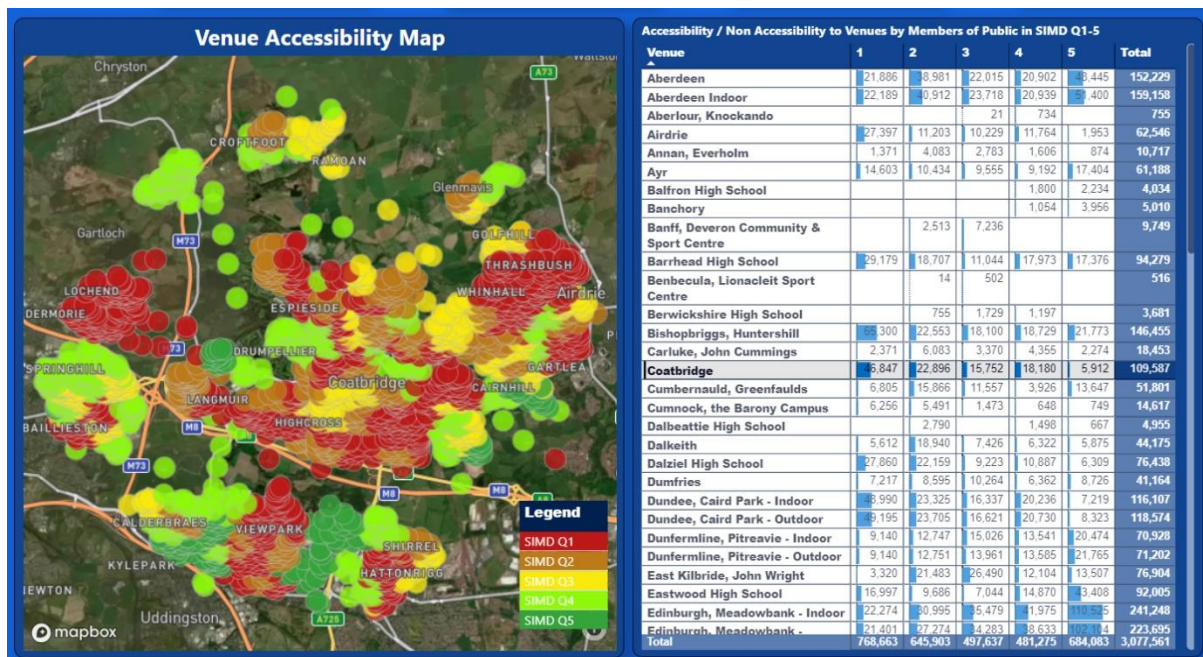 Venue Accessibility Map
Chryston
A73
CROFTFOOT
RAMOAN
Glenmavis
Gartloch
M73
GOLFHILL
THRASHBUSH
LOCHEND
WHINHALL
Airdrie
DERMORIE
ESPIESIDE
M73
DRUMPELLIER
SPRINGHILL
Coatbridge
GARTLEA
CAIRNHILL
LANGMUIR
HIGHCROSS
BAILLIESTON
M8
M73
M8
M8
A8
CALDERBRAES
VIEWPARK
SHIRREL
KYLEPARK
HATTONRIGG
NEWTON
Uddingston
A725
mapbox
Legend
SIMD Q1
SIMD Q2
SIMD Q3
SIMD Q4
SIMD Q5
Accessibility / Non Accessibility to Venues by Members of Public in SIMD Q1-5
Venue 1 2 3 4 5 Total
Aberdeen 21,886 38,981 22,015 20,902 48,445 152,229
Aberdeen Indoor 22,189 40,912 23,718 20,939 51,400 159,158
Aberlour, Knockando 21 734 755
Airdrie 27,397 11,203 10,229 11,764 1,953 62,546
Annan, Everholm 1,371 4,083 2,783 1,606 874 10,717
Ayr 14,603 10,434 9,555 9,192 17,404 61,188
Balfron High School 1,800 2,234 4,034
Banchory 1,054 3,956 5,010
Banff, Deveron Community &
Sport Centre 2,513 7,236 9,749
Barrhead High School 29,179 18,707 11,044 17,973 17,376 94,279
Benbecula, Lionacleit Sport
Centre 14 502 516
Berwickshire High School 755 1,729 1,197 3,681
Bishopbriggs, Huntershill 65,300 22,553 18,100 18,729 21,773 146,455
Carluke, John Cummings 2,371 6,083 3,370 4,355 2,274 18,453
Coatbridge 46,847 22,896 15,752 18,180 5,912 109,587
Cumbernauld, Greenfaulds 6,805 15,866 11,557 3,926 13,647 51,801
Cumnock, the Barony Campus 6,256 5,491 1,473 648 749 14,617
Dalbeattie High School 2,790 1,498 667 4,955
Dalkeith 5,612 18,940 7,426 6,322 5,875 44,175
Dalziel High School 27,860 22,159 9,223 10,887 6,309 76,438
Dumfries 7,217 8,595 10,264 6,362 8,726 41,164
Dundee, Caird Park - Indoor 48,990 23,325 16,337 20,236 7,219 116,107
Dundee, Caird Park - Outdoor 49,195 23,705 16,621 20,730 8,323 118,574
Dunfermline, Pitreavie - Indoor 9,140 12,747 15,026 13,541 20,474 70,928
Dunfermline, Pitreavie - Outdoor 9,140 12,751 13,961 13,585 21,765 71,202
East Kilbride, John Wright 3,320 21,483 26,490 12,104 13,507 76,904
Eastwood High School 16,997 9,686 7,044 14,870 43,408 92,005
Edinburgh, Meadowbank - Indoor 22,274 30,995 35,479 41,975 110,525 241,248
Edinburgh, Meadowbank - 21,401 27,274 34,283 38,633 102,104 223,695
Total 768,663 645,903 497,637 481,275 684,083 3,077,561